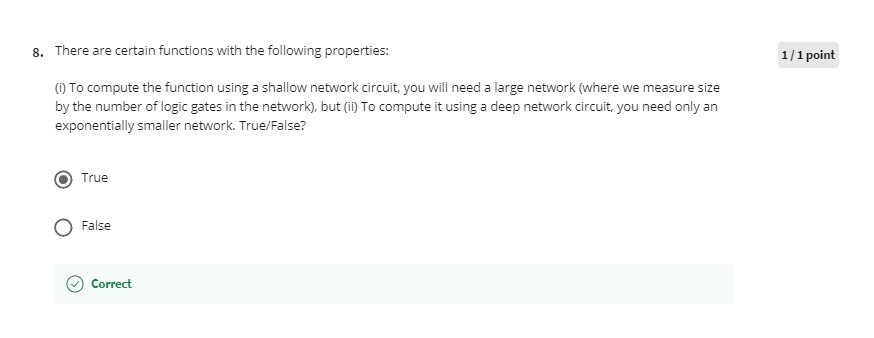 8. There are certain functions with the following properties:
1 / 1 point
(i) To compute the function using a shallow network circuit, you will need a large network (where we measure size
by the number of logic gates in the network), but (ii) To compute it using a deep network circuit, you need only an
exponentially smaller network. True/False?
True
False
Correct